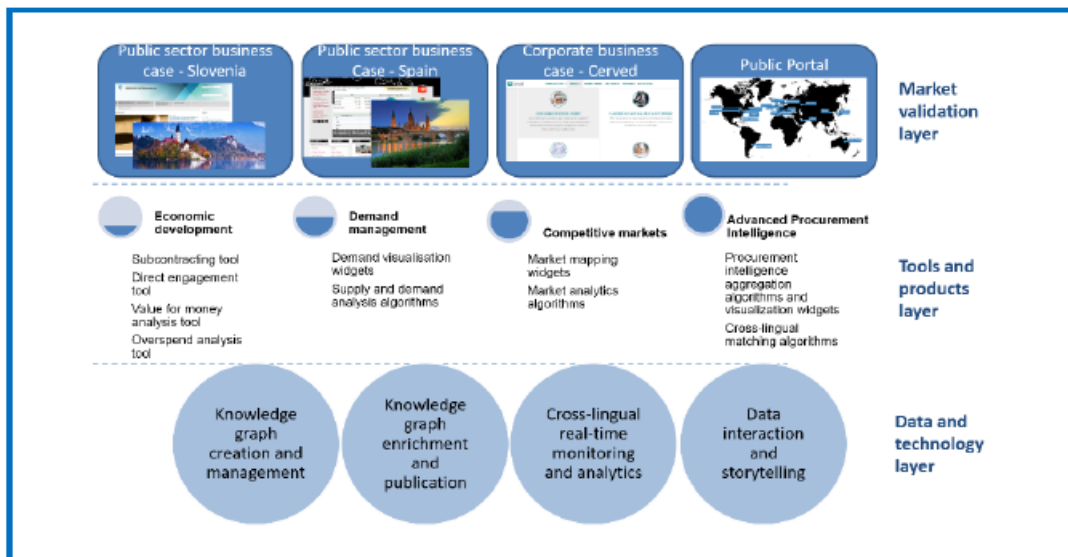 Public sector business
case - Slovenia
Public sector business
Case - Spain
Corporate business
case - Cerved
Public Portal
Market
validation
layer
Economic
development
Subcontracting tool
Direct engagement
tool
Value for money
analysis tool
Overspend analysis
tool
Demand
management
Demand visualisation
widgets
Supply and demand
analysis algorithms
Competitive markets
Market mapping
widgets
Market analytics
algorithms
Advanced Procurement
Intelligence
Procurement
intelligence
aggregation
algorithms and
visualization widgets
Cross-lingual
matching algorithms
Tools and
products
layer
Knowledge
graph
creation and
management
Knowledge
graph
enrichment
and
publication
Cross-lingual
real-time
monitoring
and analytics
Data
interaction
and
storytelling
Data and
technology
layer